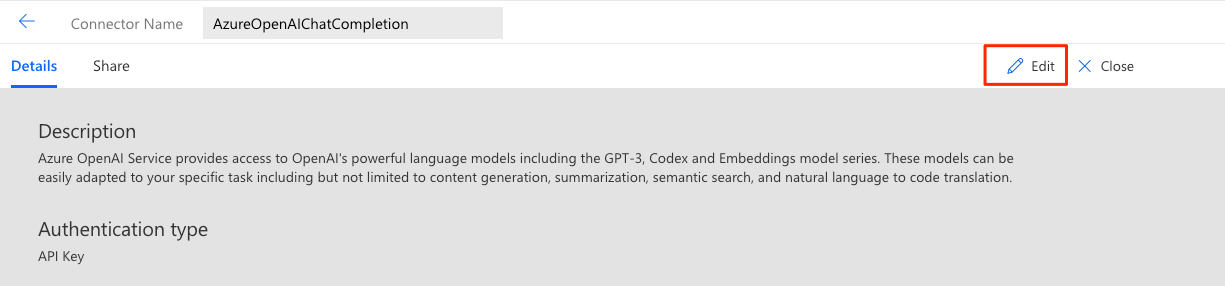 Connector Name AzureOpenAIChatCompletion
Details Share Edit Close
Description
Azure OpenAI Service provides access to OpenAI's powerful language models including the GPT-3, Codex and Embeddings model series. These models can be
easily adapted to your specific task including but not limited to content generation, summarization, semantic search, and natural language to code translation.
Authentication type
API Key